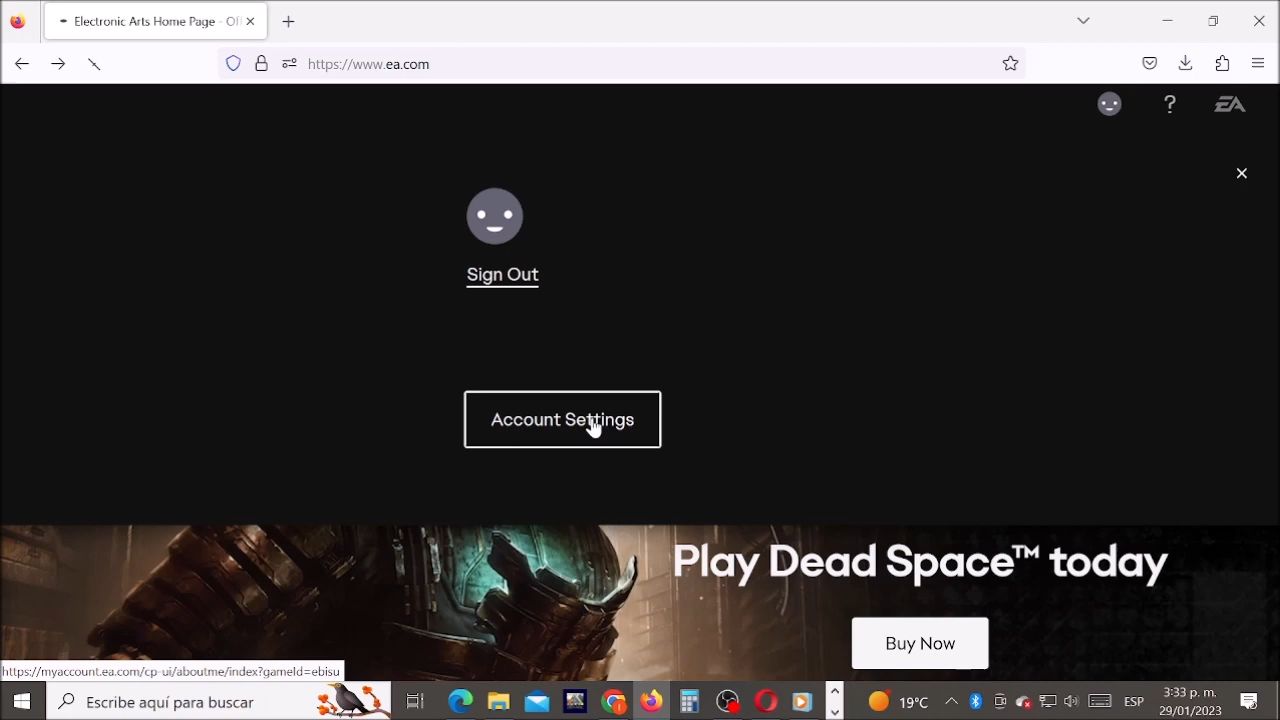 Electronic Arts Home Page - Off
https://www.ea.com
?
EA
Sign Out
Account Settings
Play Dead Space™ today
Buy Now
https://myaccount.ea.com/cp-ui/aboutme/index?gameId=ebisu
Escribe aquí para buscar
19°C
ESP
3:33 p. m.
29/01/2023